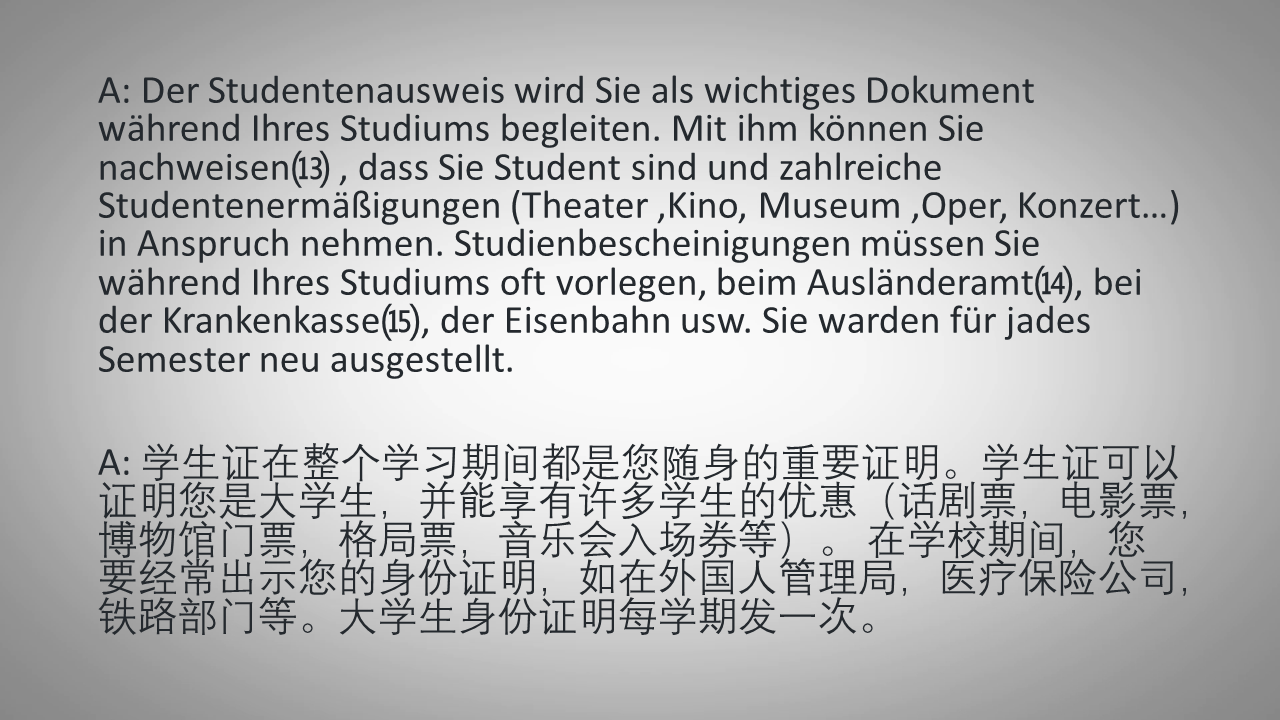 A: Der Studentenausweis wird Sie als wichtiges Dokument
während Ihres Studiums begleiten. Mit ihm können Sie
nachweisen⒀ , dass Sie Student sind und zahlreiche
Studentenermäßigungen (Theater ,Kino, Museum ,Oper, Konzert…)
in Anspruch nehmen. Studienbescheinigungen müssen Sie
während Ihres Studiums oft vorlegen, beim Ausländeramt⒁, bei
der Krankenkasse⒂, der Eisenbahn usw. Sie warden für jades
Semester neu ausgestellt.
A: 学生证在整个学习期间都是您随身的重要证明。学生证可以
证明您是大学生，并能享有许多学生的优惠（话剧票，电影票，
博物馆门票，格局票，音乐会入场券等）。在学校期间，您
要经常出示您的身份证明，如在外国人管理局，医疗保险公司，
铁路部门等。大学生身份证明每学期发一次。